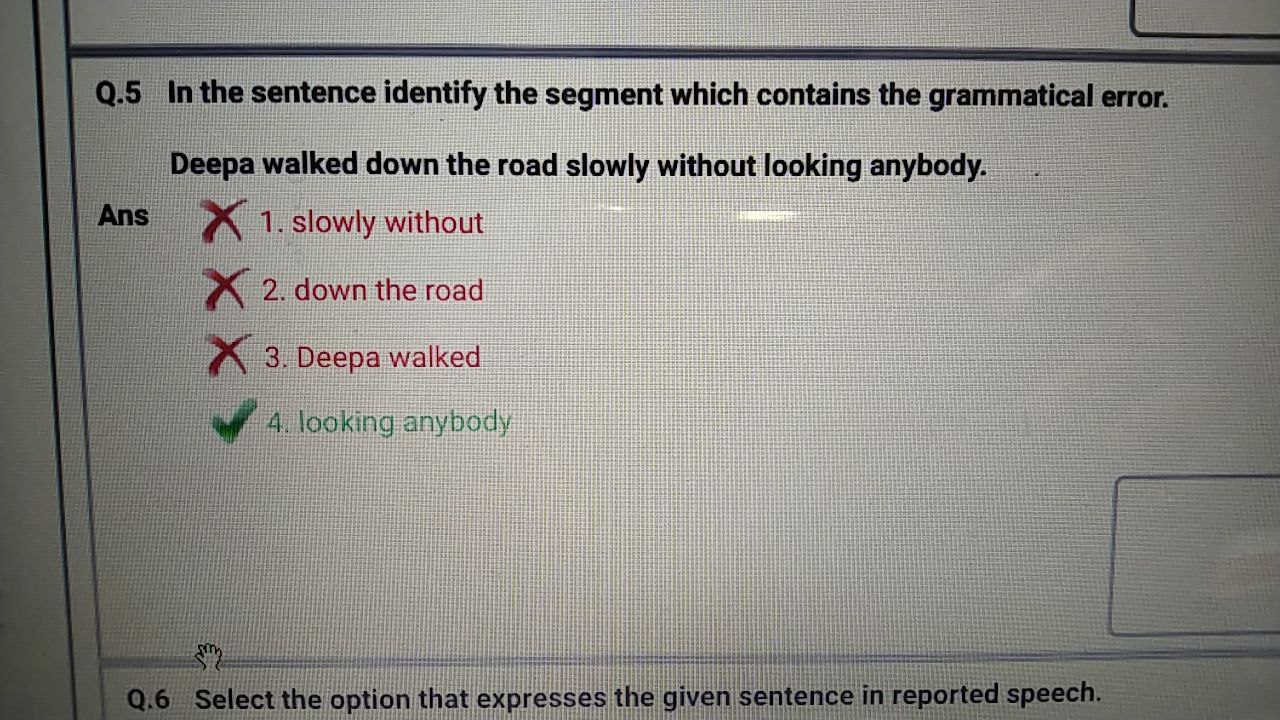 Q.5 In the sentence identify the segment which contains the grammatical error.
Deepa walked down the road slowly without looking anybody.
Ans 1. slowly without
2. down the road
3. Deepa walked
4. looking anybody
Q.6 Select the option that expresses the given sentence in reported speech.